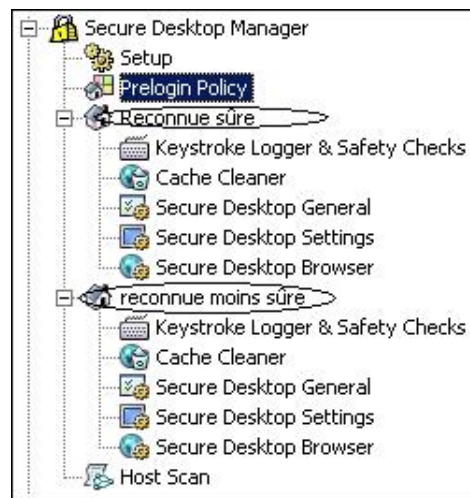 Secure Desktop Manager
Setup
Prelogin Policy
Reconnue sûre
Keystroke Logger & Safety Checks
Cache Cleaner
Secure Desktop General
Secure Desktop Settings
Secure Desktop Browser
reconnue moins sûre
Keystroke Logger & Safety Checks
Cache Cleaner
Secure Desktop General
Secure Desktop Settings
Secure Desktop Browser
Host Scan